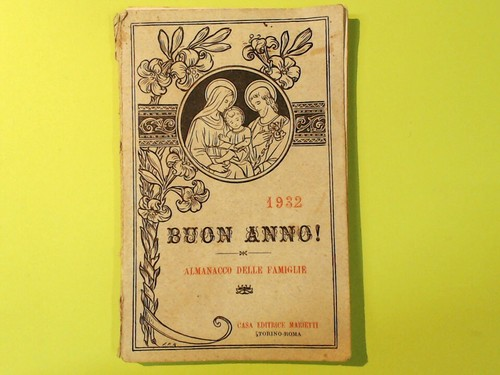 1932
BUON ANNO!
ALMANACCO DELLE FAMIGLIE
CASA EDITRICE MARIETTI
TORINO-ROMA